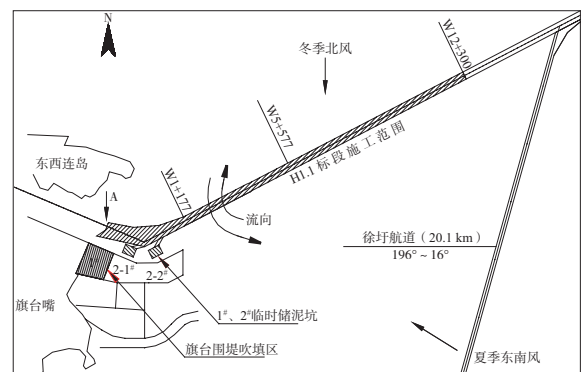 N
冬季北风
W12+300
W5+577
H1.1标段施工范围
东西连岛
W1+177
A
流向
徐圩航道（20.1 km）
196°~16°
2-1#
2-2#
旗台嘴
1#、2#临时储泥坑
旗台围堤吹填区
夏季东南风